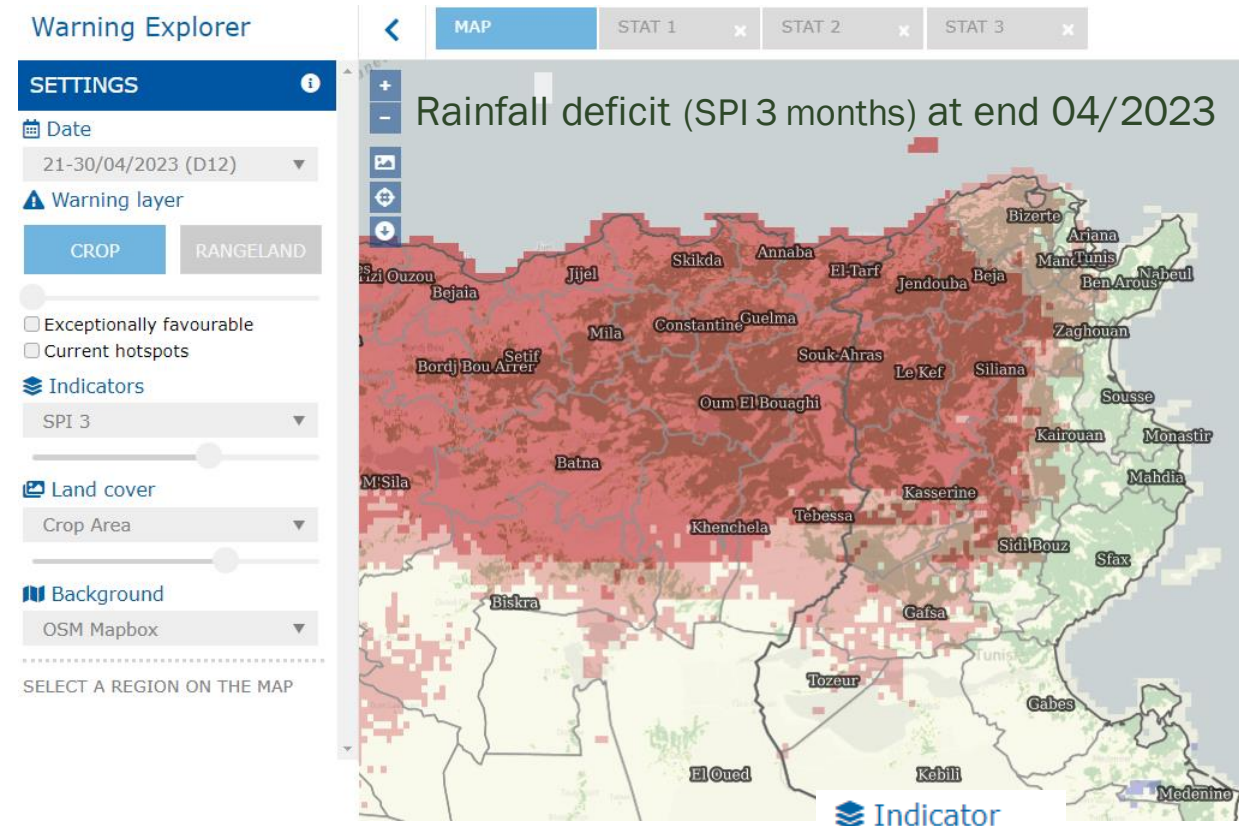 Warning Explorer
MAP
STAT 1
STAT 2
STAT 3
SETTINGS
Date
21-30/04/2023 (D12)
Warning layer
CROP
RANGELAND
Exceptionally favourable
Current hotspots
Indicators
SPI 3
Land cover
Crop Area
Background
OSM Mapbox
SELECT A REGION ON THE MAP
Rainfall deficit (SPI 3 months) at end 04/2023
Bizerte
Ariana
Tunis
Ben Arous
Nabeul
Skikda
Annaba
El-Tarf
Jendouba
Beja
Jijel
Bejaia
Mila
Constantine
Guelma
Zaghouan
Setif
Bordj Bou Arrer
Souk-Ahras
Le Kef
Siliana
Oum El Bouaghi
Sousse
Kairouan
Monastir
Batna
M'Sila
Mahdia
Kasserine
Khenchela
Tebessa
Sidi Bouz
Sfax
Biskra
Gafsa
Tozeur
Gabes
El Oued
Kebili
Medenine
Indicator